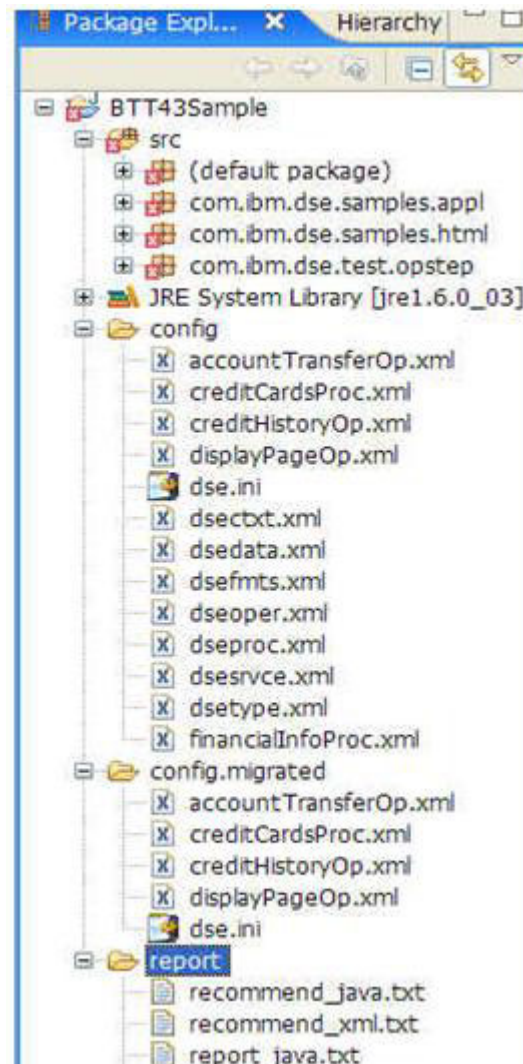 Package Expl...
Hierarchy
BTT43Sample
src
(default package)
com.ibm.dse.samples.appl
com.ibm.dse.samples.html
com.ibm.dse.test.opstep
JRE System Library [jre1.6.0_03]
config
accountTransferOp.xml
creditCardsProc.xml
creditHistoryOp.xml
displayPageOp.xml
dse.ini
dsectxt.xml
dsedata.xml
dsefmts.xml
dseoper.xml
dseproc.xml
dsesrvce.xml
dsetype.xml
financialInfoProc.xml
config.migrated
accountTransferOp.xml
creditCardsProc.xml
creditHistoryOp.xml
displayPageOp.xml
dse.ini
report
recommend_java.txt
recommend_xml.txt
report_java.txt